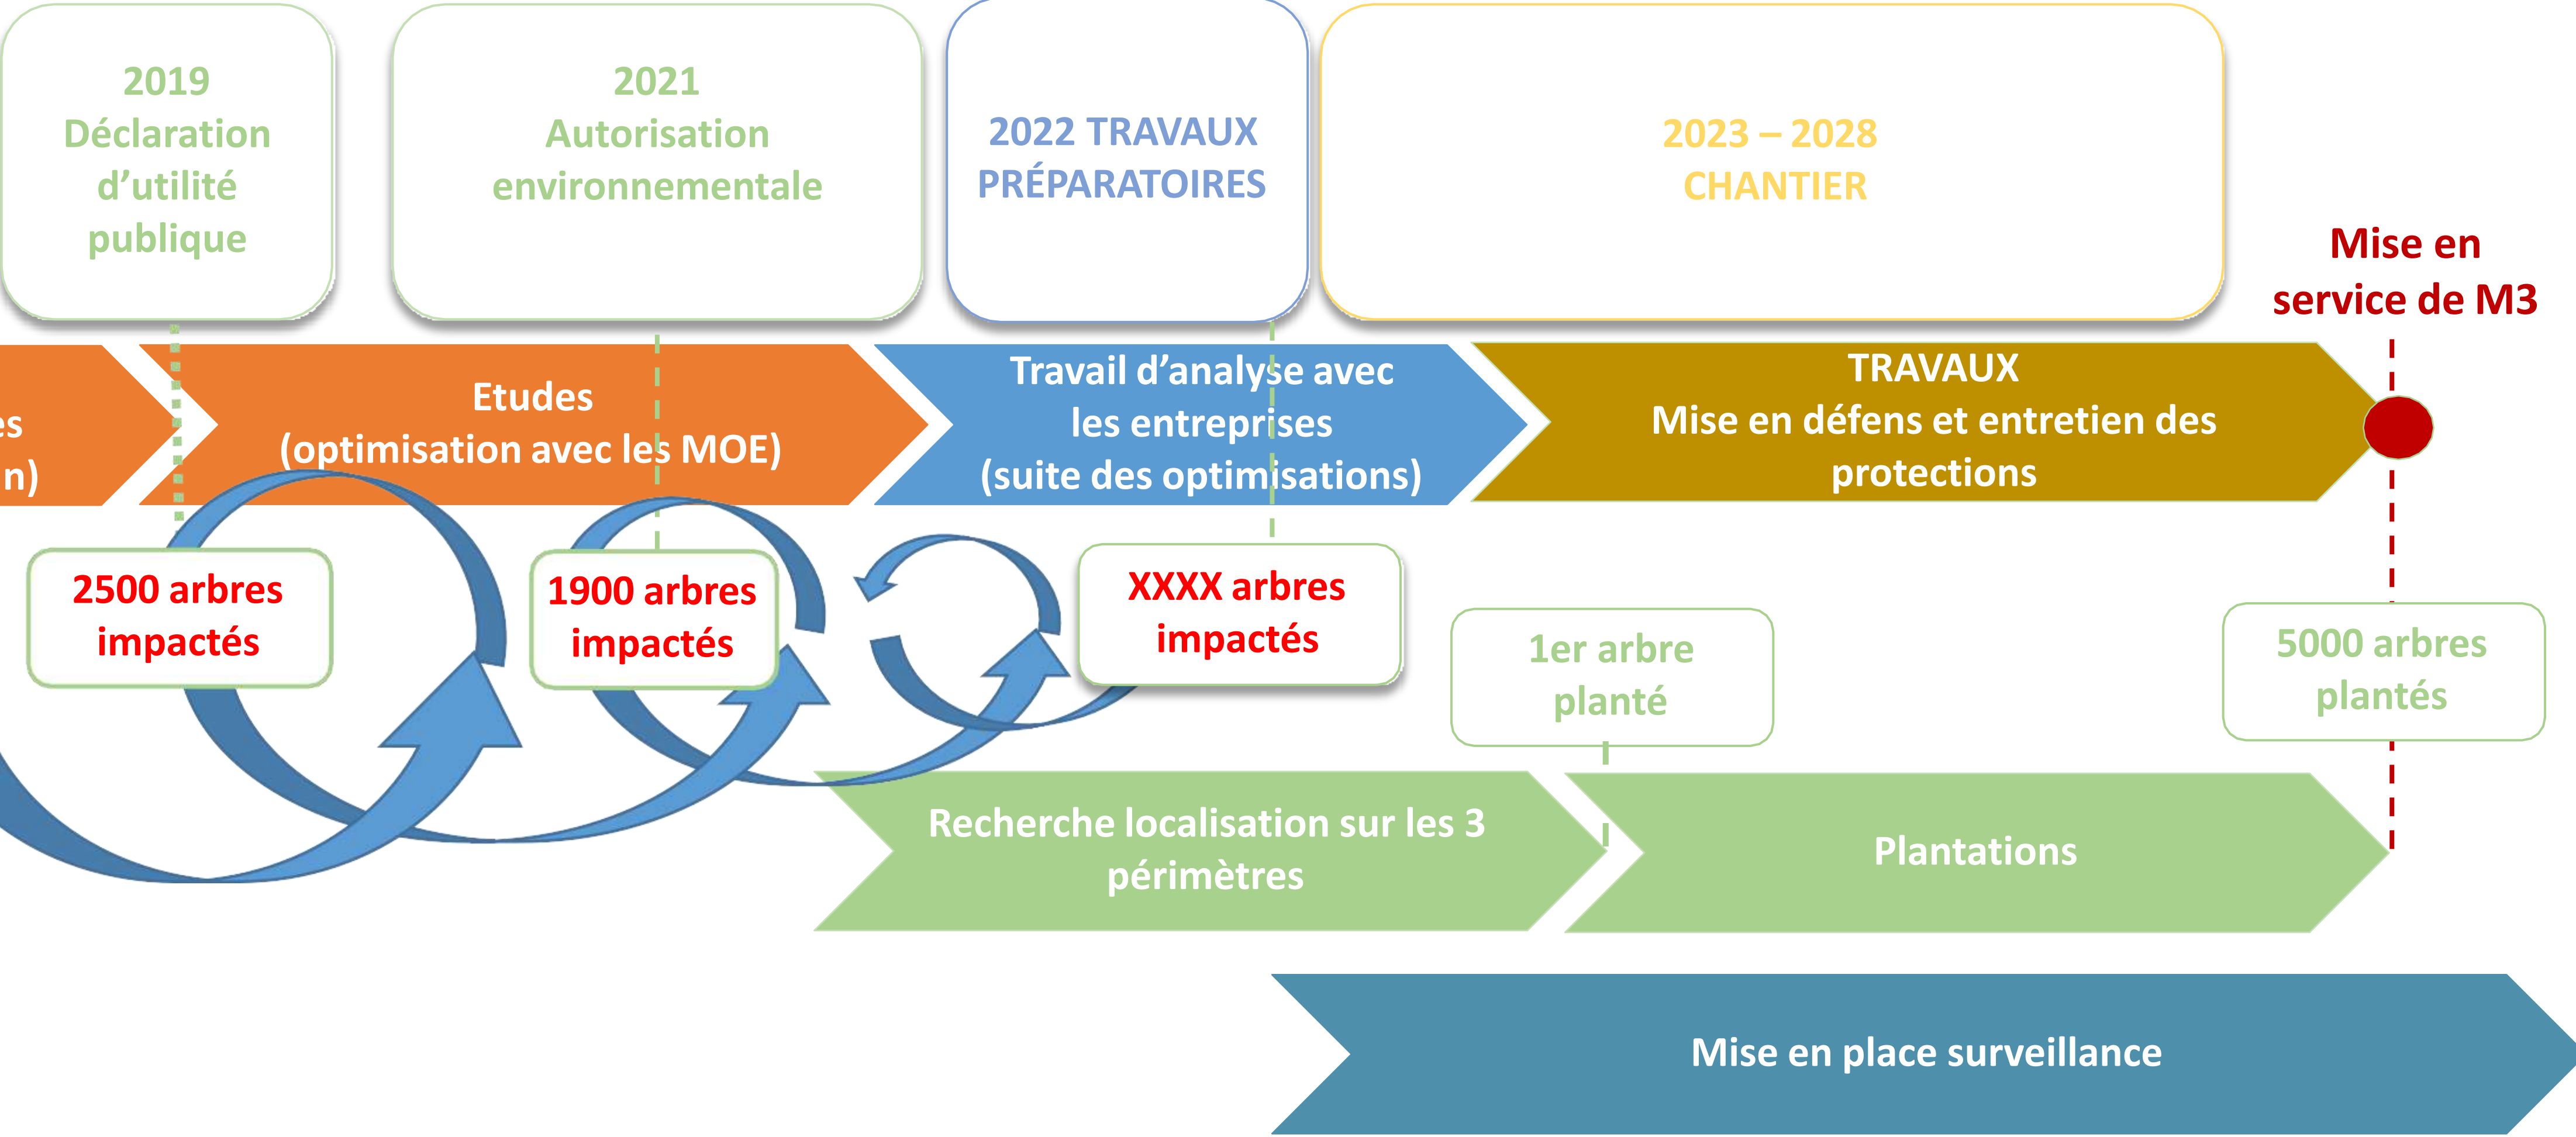 2019
Déclaration
d’utilité
publique
2021
Autorisation
environnementale
2022 TRAVAUX
PRÉPARATOIRES
2023 – 2028
CHANTIER
Mise en
service de M3
Etudes
(optimisation avec les MOE)
Travail d’analyse avec
les entreprises
(suite des optimisations)
TRAVAUX
Mise en défens et entretien des
protections
2500 arbres
impactés
1900 arbres
impactés
XXXX arbres
impactés
1er arbre
planté
5000 arbres
plantés
Recherche localisation sur les 3
périmètres
Plantations
Mise en place surveillance